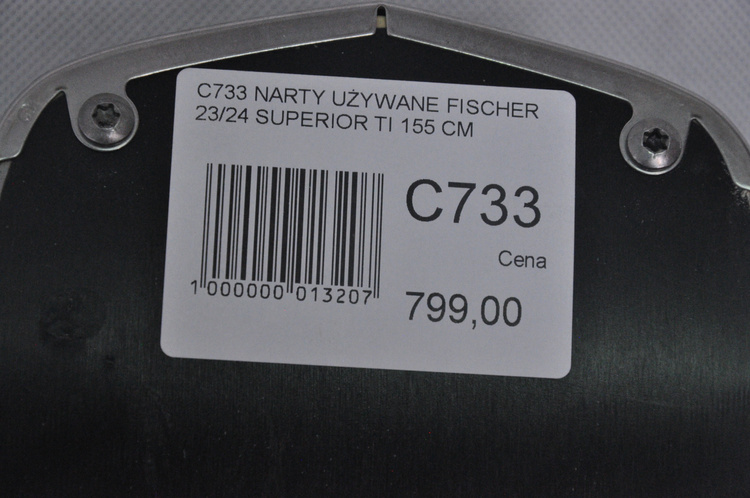 C733 NARTY UŻYWANE FISCHER
23/24 SUPERIOR TI 155 CM
C733
Cena
799,00
1 000000 013207